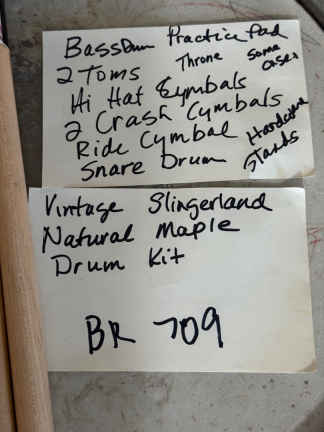 Bass Drum Practice Pad
2 Toms Throne Some cases
Hi Hat Cymbals
2 Crash Cymbals
Ride Cymbal Hardware
Snare Drum Stands
Vintage Slingerland
Natural Maple
Drum Kit
BR 709